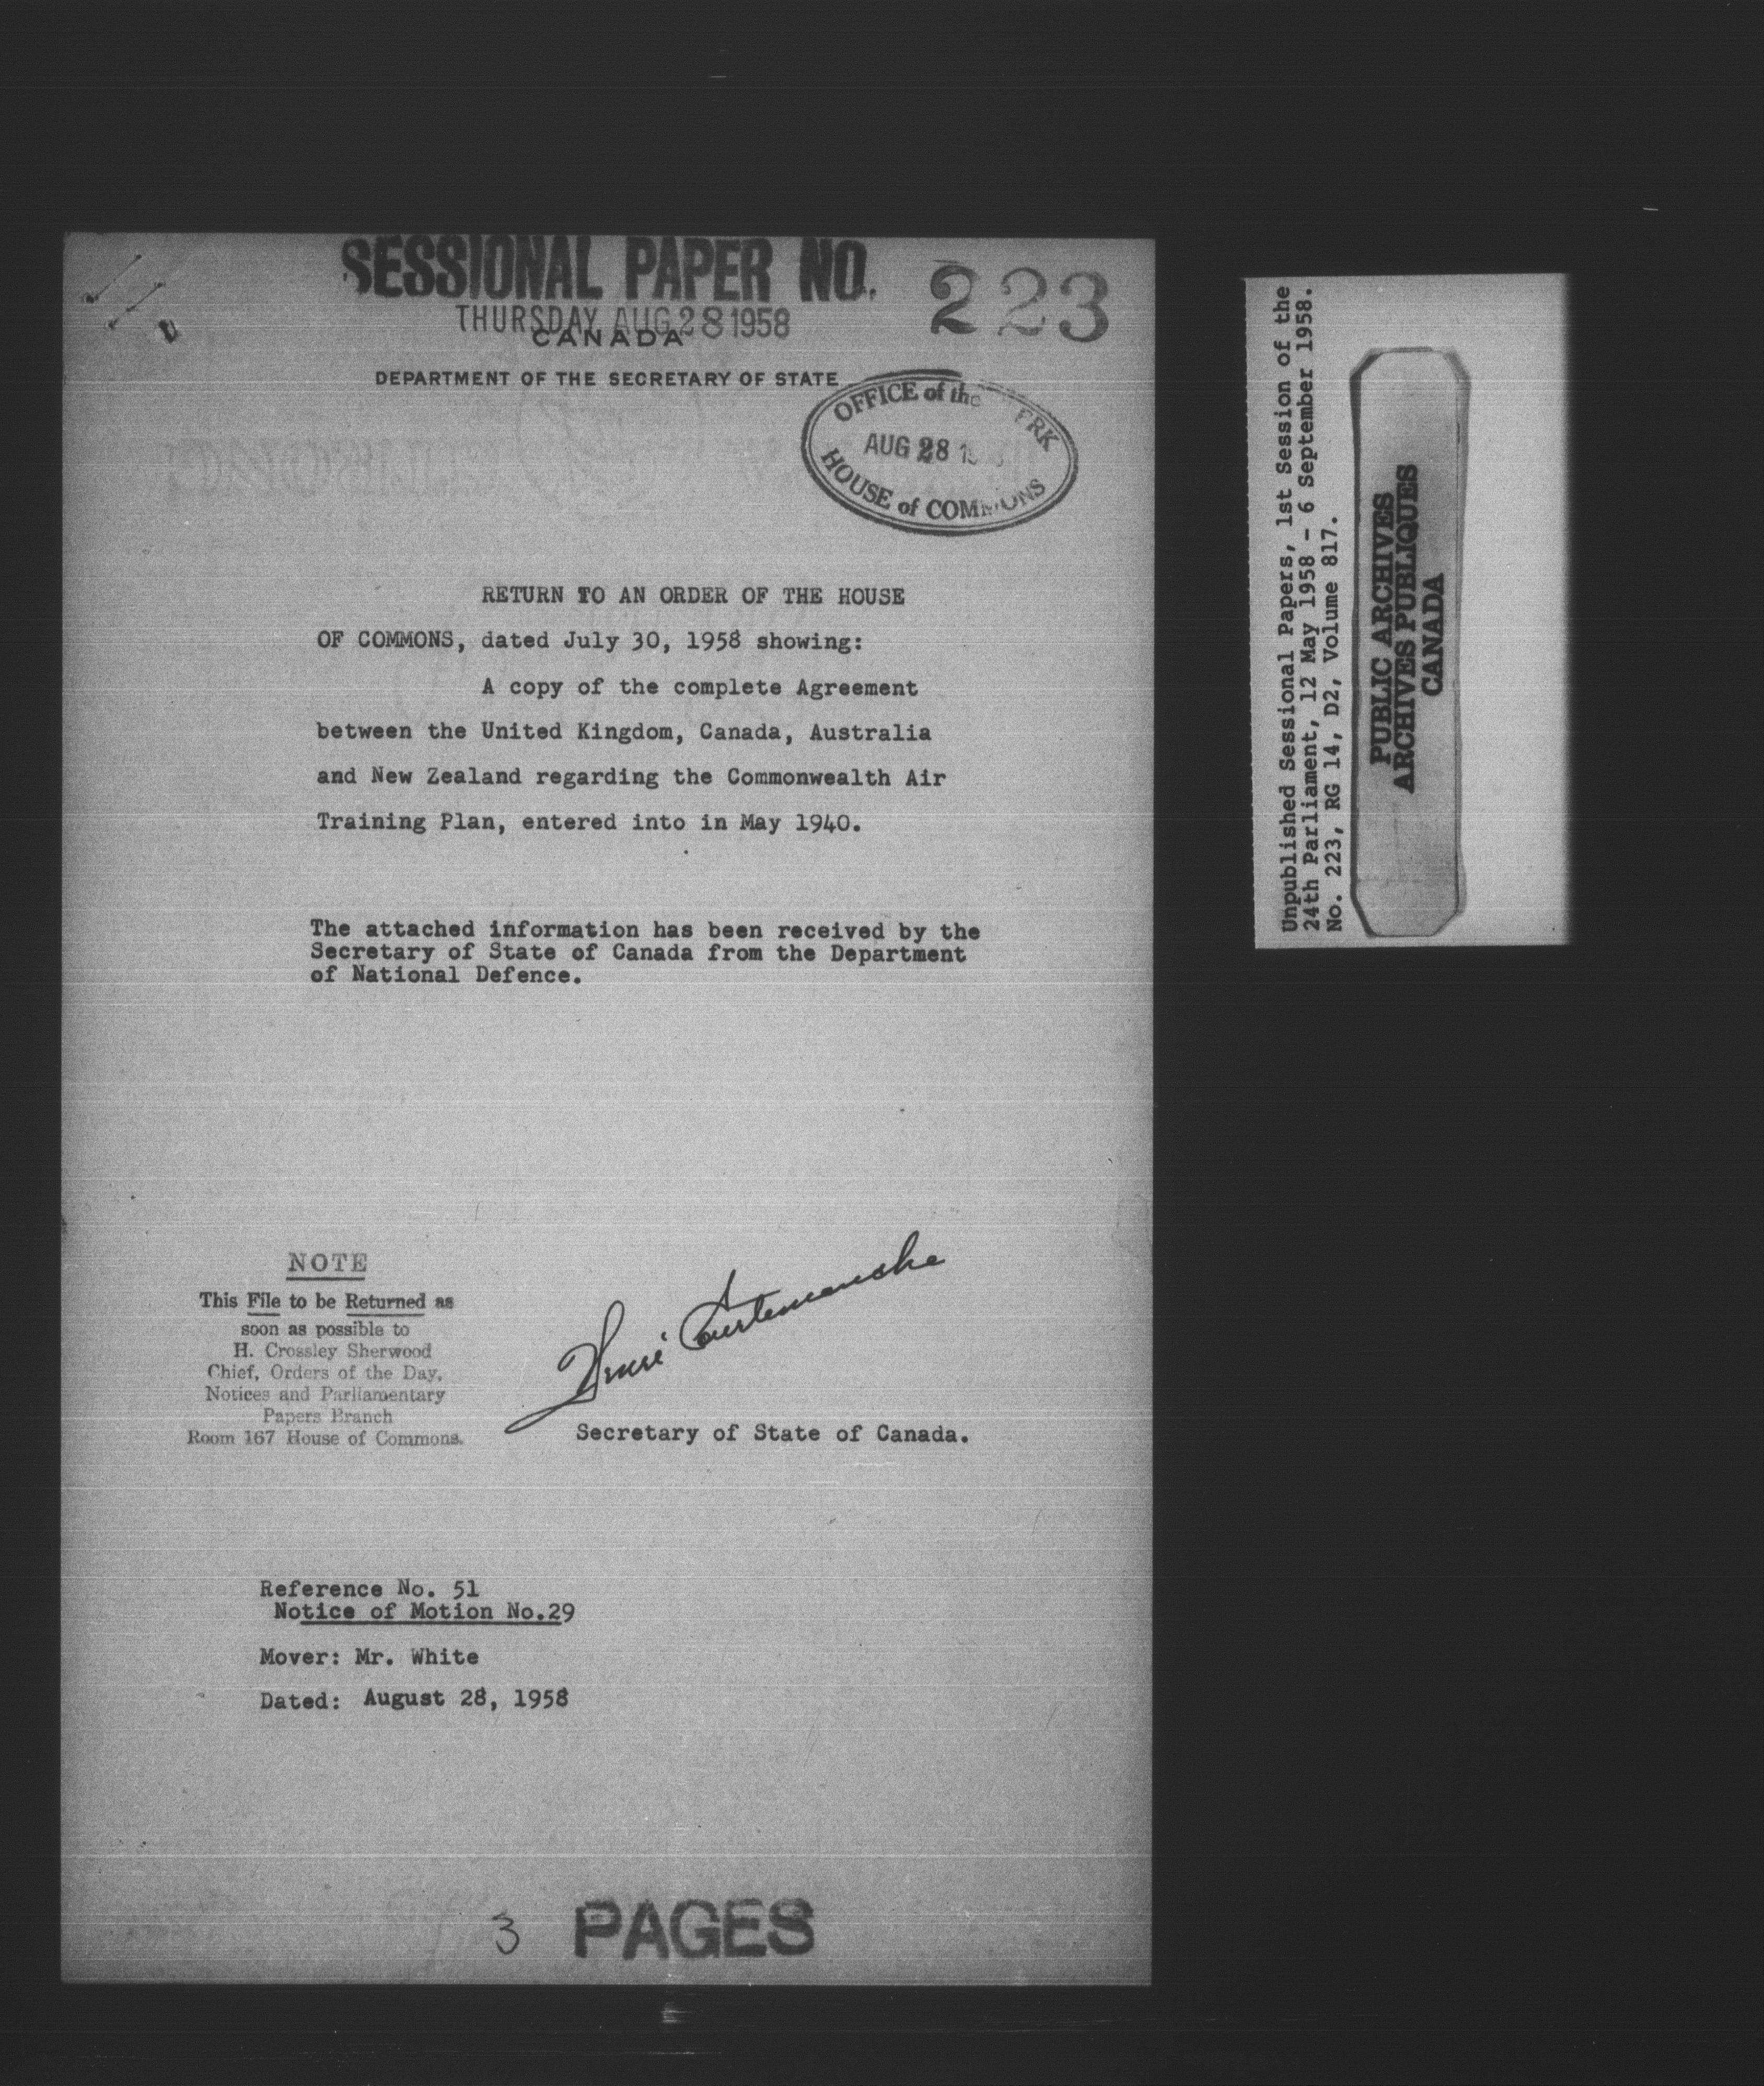 SESSIONAL PAPER NO. 223
THURSDAY AUG 28 1958
CANADA
DEPARTMENT OF THE SECRETARY OF STATE
OFFICE of the
AUG 28
HOUSE of COMMONS
RETURN TO AN ORDER OF THE HOUSE
OF COMMONS, dated July 30, 1958 showing:
A copy of the complete Agreement
between the United Kingdom, Canada, Australia
and New Zealand regarding the Commonwealth Air
Training Plan, entered into in May 1940.
The attached information has been received by the
Secretary of State of Canada from the Department
of National Defence.
NOTE
This File to be Returned as
soon as possible to
H. Crossley Sherwood
Chief, Orders of the Day,
Notices and Parliamentary
Papers Branch
Room 167 House of Commons.
Henri Courtemanche
Secretary of State of Canada.
Reference No. 51
Notice of Motion No.29
Mover: Mr. White
Dated: August 28, 1958
3 PAGES
Unpublished Sessional Papers, 1st Session of the
24th Parliament, 12 May 1958 - 6 September 1958.
No. 223, RG 14, D2, Volume 817.
PUBLIC ARCHIVES
ARCHIVES PUBLIQUES
CANADA